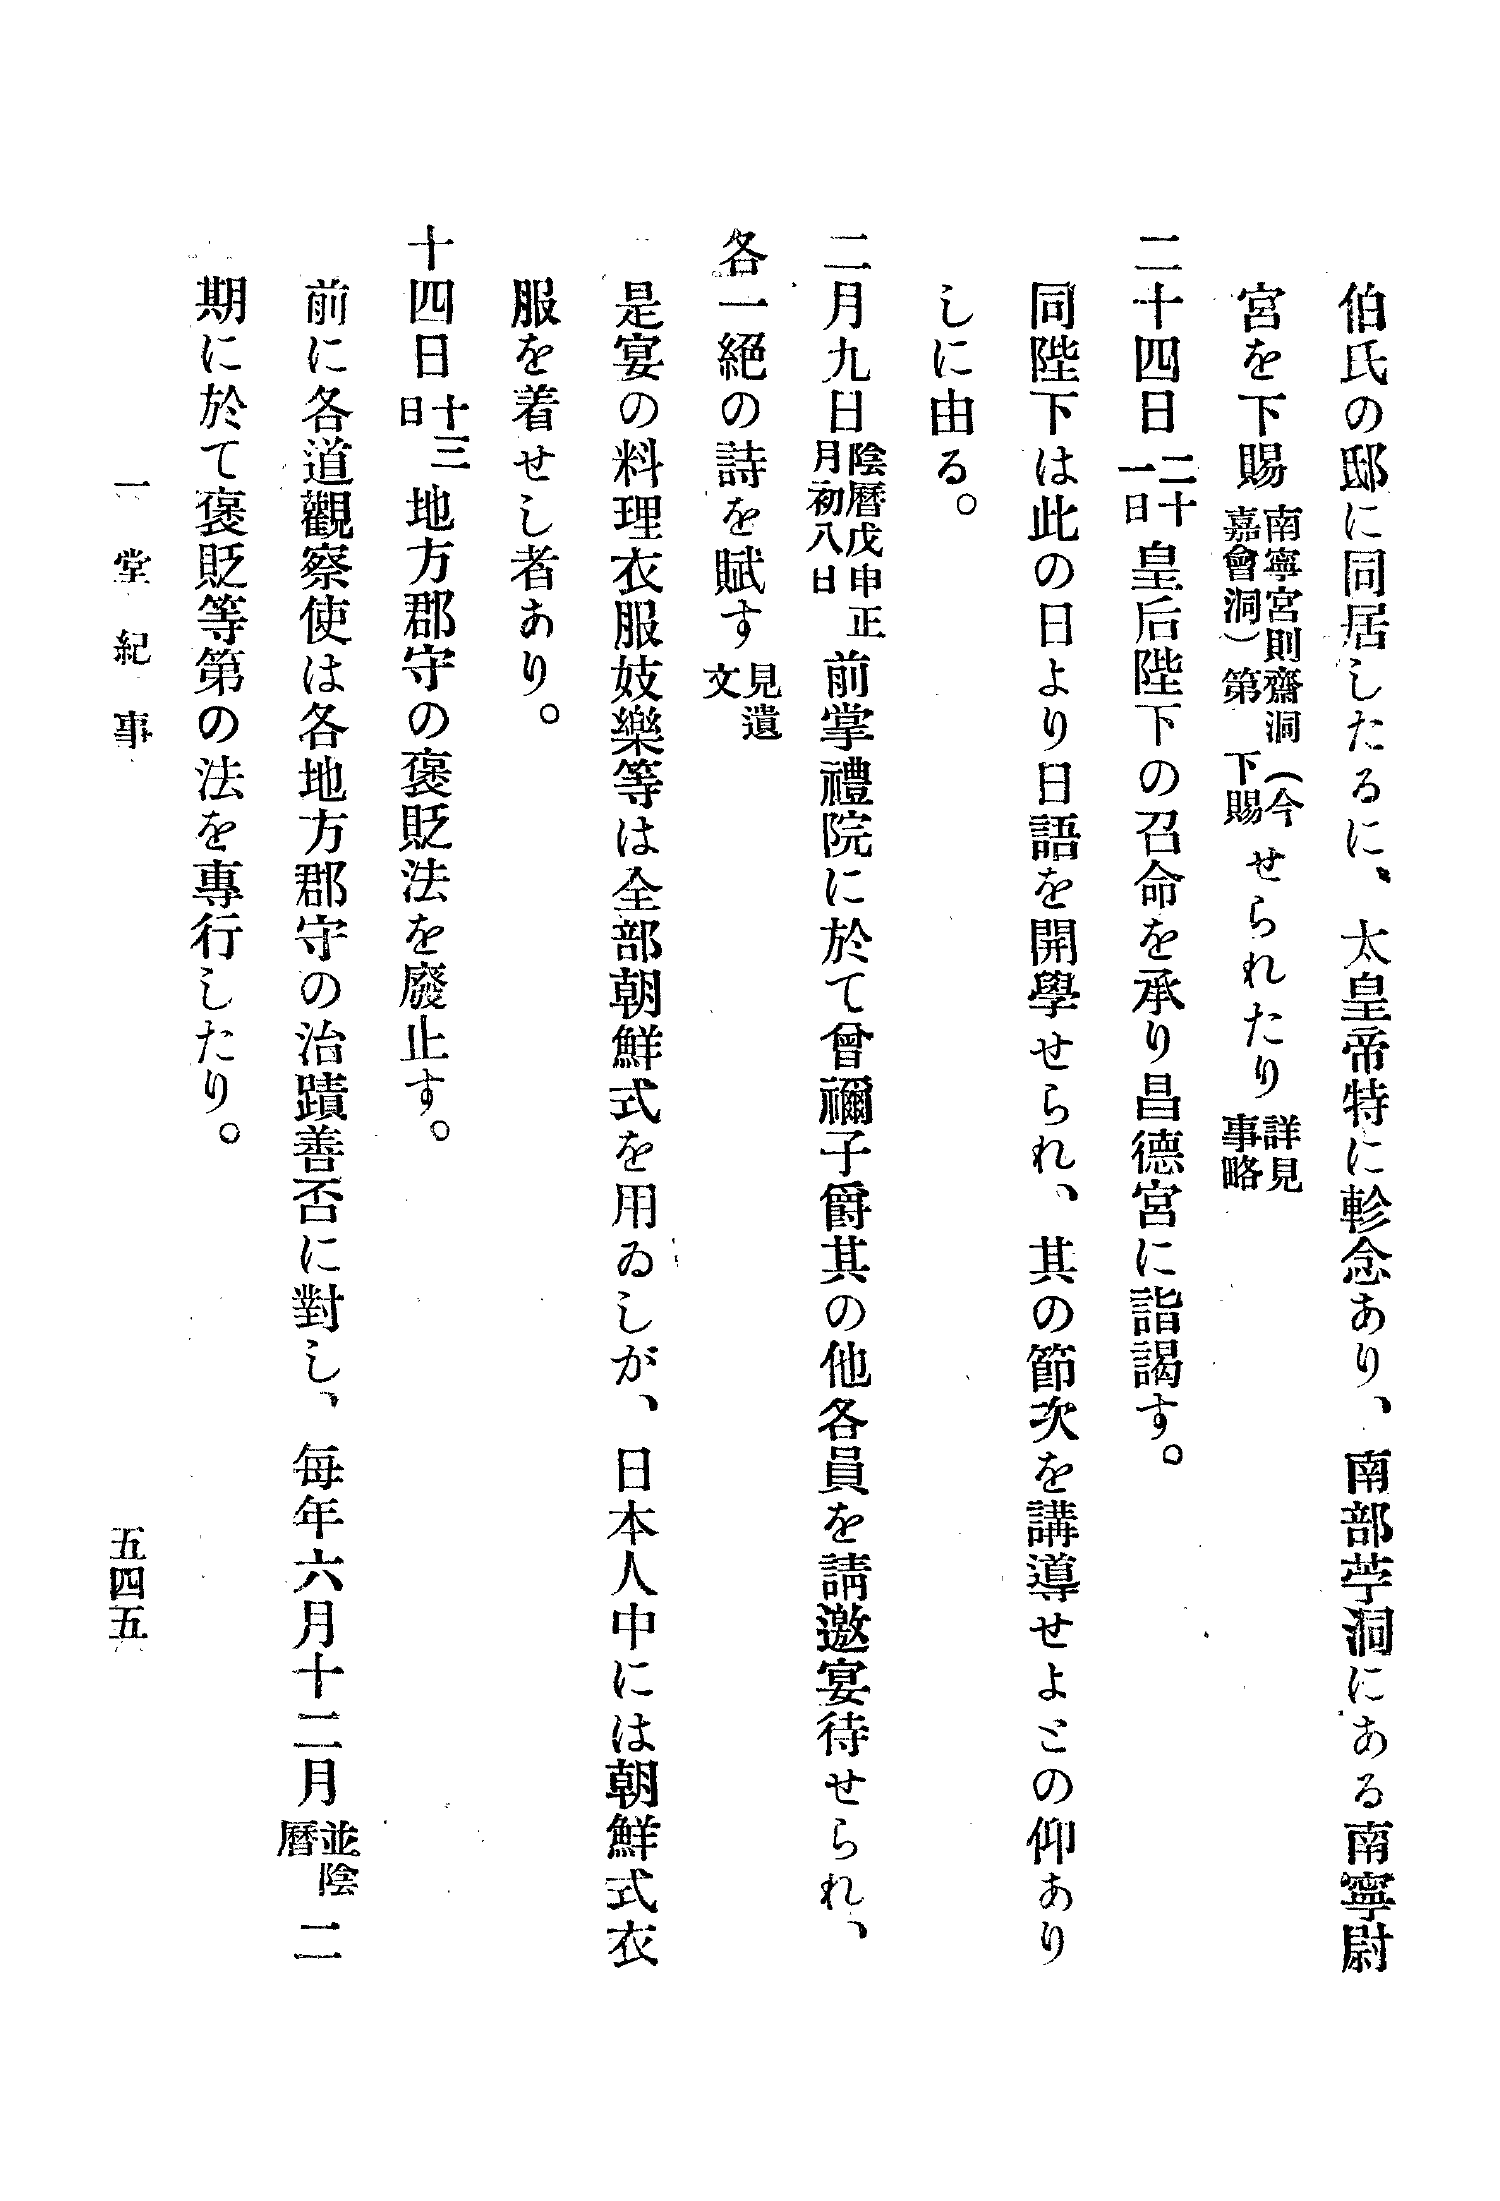 伯氏の邸に同居したるに、太皇帝特に軫念あり、南部苧洞にある南寧尉
宮を下賜南寧宮則齋洞(今嘉會洞)第 下賜せられたり詳見事略
二十四日二十一日皇后陛下の召命を承り昌德宮に詣謁す。
同陛下は此の日より日語を開學せられ、其の節次を講導せよとの仰あり
しに由る。
二月九日陰曆戊申正月初八日前掌禮院に於て曾禰子爵其の他各員を請邀宴待せられ、
各一絕の詩を賦す見遺文
是宴の料理衣服妓樂等は全部朝鮮式を用ゐしが、日本人中には朝鮮式衣
服を着せし者あり。
十四日十三日地方郡守の褒貶法を廢止す。
前に各道觀察使は各地方郡守の治蹟善否に對し、每年六月十二月並陰曆二
期に於て褒貶等第の法を專行したり。
一堂紀事
五四五